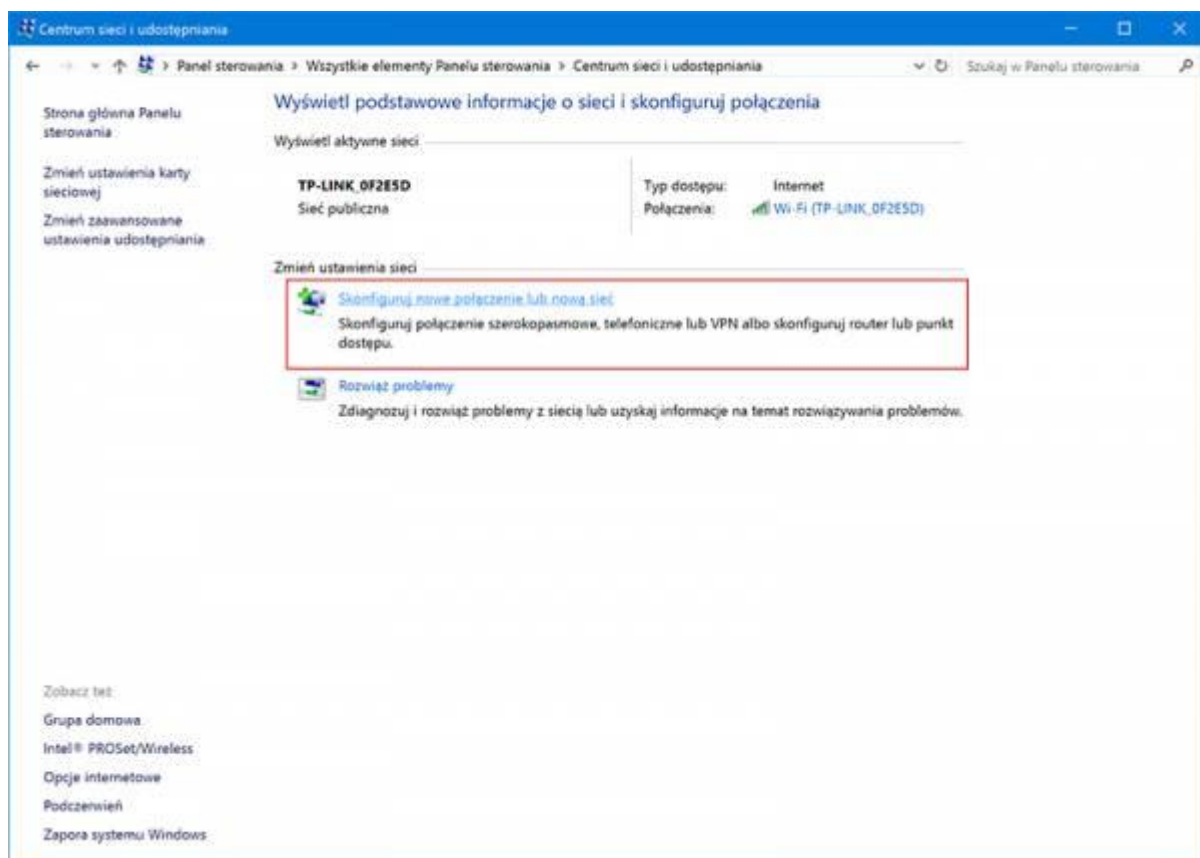 Centrum sieci i udostępniania
Panel sterowania > Wszystkie elementy Panelu sterowania > Centrum sieci i udostępniania
Szukaj w Panelu sterowania
Strona główna Panelu
sterowania
Zmień ustawienia karty
sieciowej
Zmień zaawansowane
ustawienia udostępniania
Wyświetl podstawowe informacje o sieci i skonfiguruj połączenia
Wyświetl aktywne sieci
TP-LINK_0F2E5D
Sieć publiczna
Typ dostępu: Internet
Połączenia: Wi-Fi (TP-LINK_0F2E5D)
Zmień ustawienia sieci
Skonfiguruj nowe połączenie lub nową sieć
Skonfiguruj połączenie szerokopasmowe, telefoniczne lub VPN albo skonfiguruj router lub punkt
dostępu.
Rozwiąż problemy
Zdiagnozuj i rozwiąż problemy z siecią lub uzyskaj informacje na temat rozwiązywania problemów.
Zobacz też
Grupa domowa
Intel® PROSet/Wireless
Opcje internetowe
Podczerwień
Zapora systemu Windows